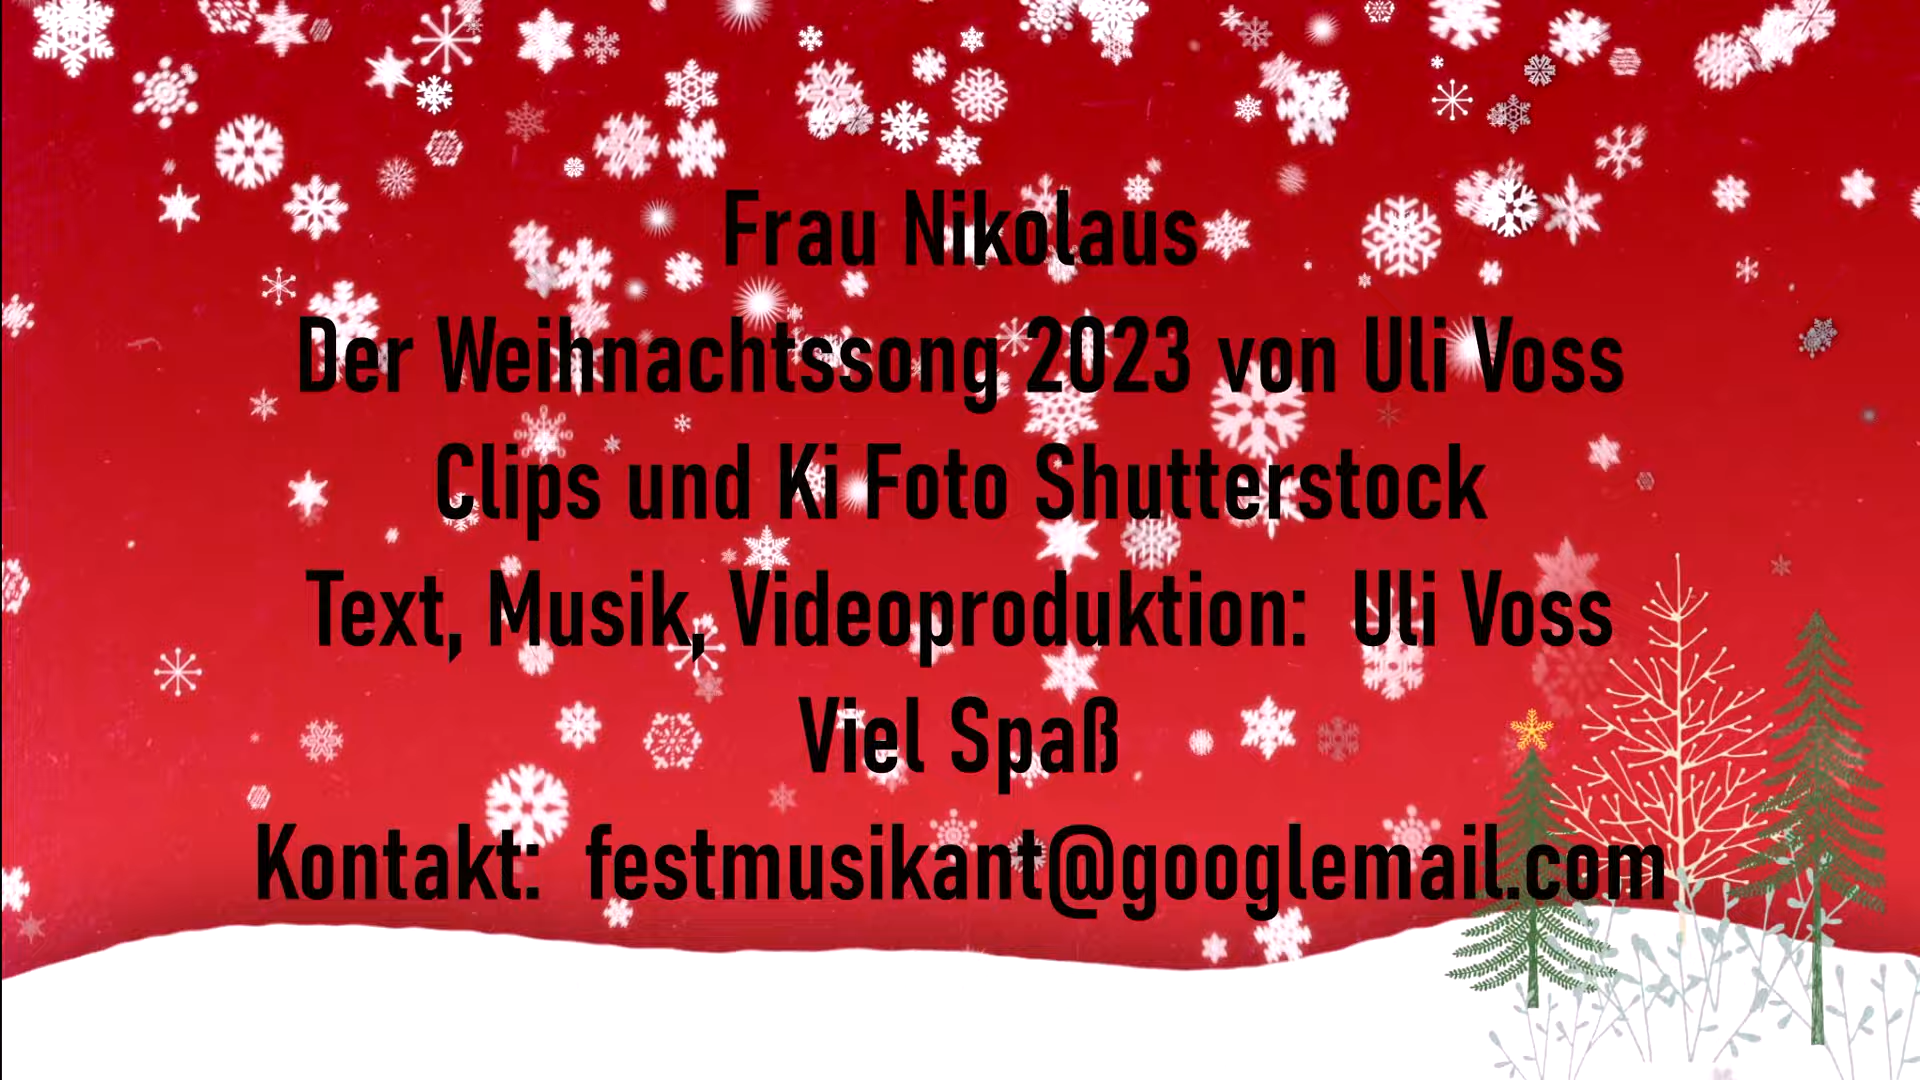 Frau Nikolaus
Der Weihnachtssong 2023 von Uli Voss
Clips und Ki Foto Shutterstock
Text, Musik, Videoproduktion:  Uli Voss
Viel Spaß
Kontakt:  festmusikant@googlemail.com